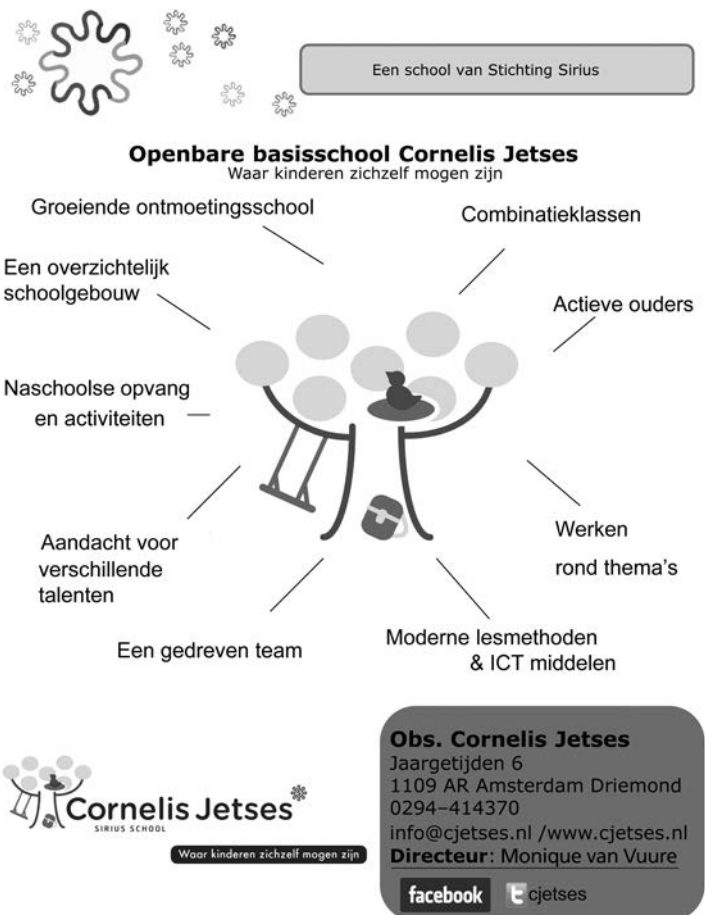 Een school van Stichting Sirius
Openbare basisschool Cornelis Jetses
Waar kinderen zichzelf mogen zijn
Groeiende ontmoetingsschool
Combinatieklassen
Een overzichtelijk
schoolgebouw
Actieve ouders
Naschoolse opvang
en activiteiten
Aandacht voor
verschillende
talenten
Werken
rond thema's
Een gedreven team
Moderne lesmethoden
& ICT middelen
Cornelis Jetses
SIRIUS SCHOOL
Waar kinderen zichzelf mogen zijn
Obs. Cornelis Jetses
Jaargetijden 6
1109 AR Amsterdam Driemond
0294–414370
info@cjetses.nl /www.cjetses.nl
Directeur: Monique van Vuure
facebook t cjetses